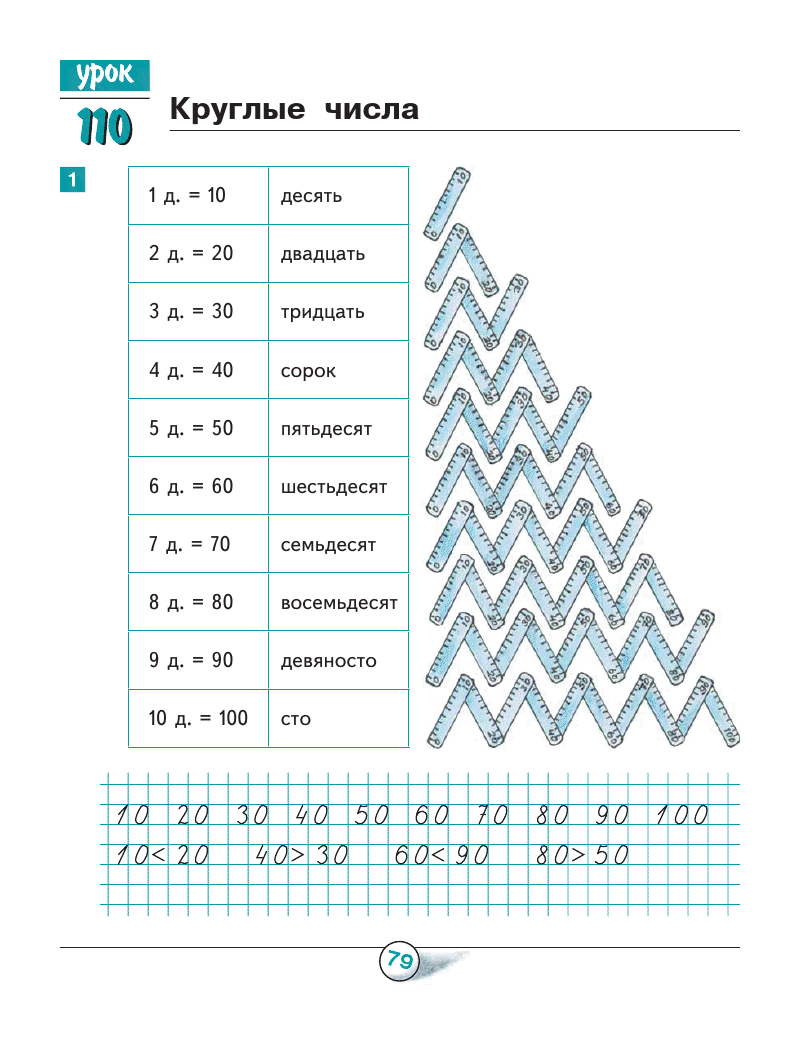 урок
110
Круглые числа
1
1 д. = 10 десять
2 д. = 20 двадцать
3 д. = 30 тридцать
4 д. = 40 сорок
5 д. = 50 пятьдесят
6 д. = 60 шестьдесят
7 д. = 70 семьдесят
8 д. = 80 восемьдесят
9 д. = 90 девяносто
10 д. = 100 сто
10 20 30 40 50 60 70 80 90 100
10 < 20 40 > 30 60 < 90 80 > 50
79